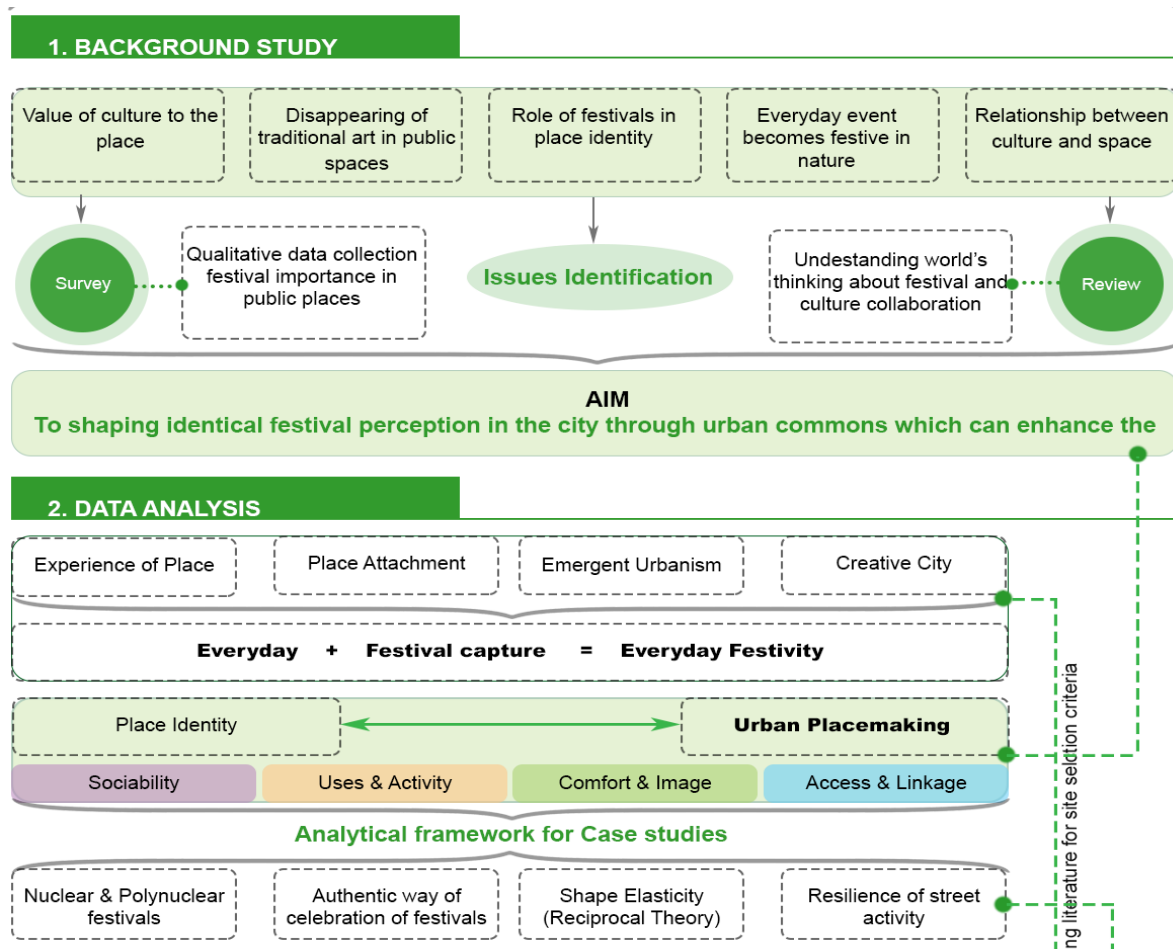 1. BACKGROUND STUDY
Value of culture to the
place
Disappearing of
traditional art in public
spaces
Role of festivals in
place identity
Everyday event
becomes festive in
nature
Relationship between
culture and space
Survey
Qualitative data collection
festival importance in
public places
Issues Identification
Undestanding world's
thinking about festival and
culture collaboration
Review
AIM
To shaping identical festival perception in the city through urban commons which can enhance the
2. DATA ANALYSIS
Experience of Place
Place Attachment
Emergent Urbanism
Creative City
Everyday + Festival capture = Everyday Festivity
Place Identity
Urban Placemaking
Sociability
Uses & Activity
Comfort & Image
Access & Linkage
Analytical framework for Case studies
Nuclear & Polynuclear
festivals
Authentic way of
celebration of festivals
Shape Elasticity
(Reciprocal Theory)
Resilience of street
activity
ng literature for site selction criteria